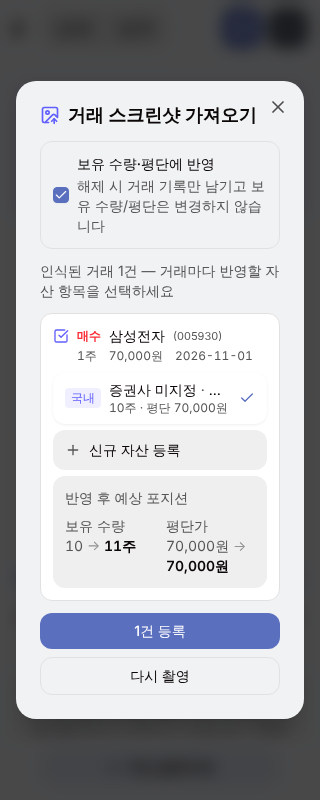 거래 스크린샷 가져오기
보유 수량·평단에 반영
해제 시 거래 기록만 남기고 보
유 수량/평단은 변경하지 않습
니다
인식된 거래 1건 — 거래마다 반영할 자
산 항목을 선택하세요
매수 삼성전자 (005930)
1주 70,000원 2026-11-01
국내 증권사 미지정 · ...
10주 · 평단 70,000원
신규 자산 등록
반영 후 예상 포지션
보유 수량 평단가
10 → 11주 70,000원 →
70,000원
1건 등록
다시 촬영